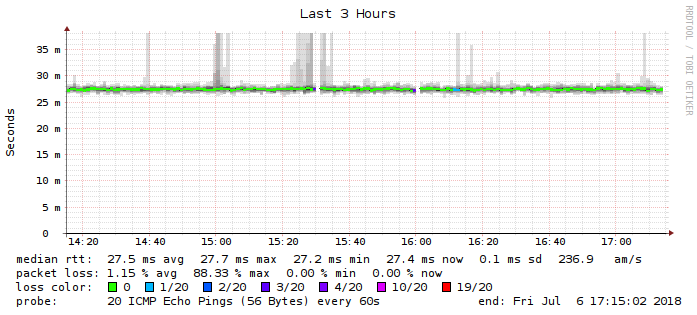 Last 3 Hours
RRDTOOL / TOBI OETIKER
Seconds
35 m
30 m
25 m
20 m
15 m
10 m
5 m
0
14:20 14:40 15:00 15:20 15:40 16:00 16:20 16:40 17:00
median rtt: 27.5 ms avg 27.7 ms max 27.2 ms min 27.4 ms now 0.1 ms sd 236.9 am/s
packet loss: 1.15 % avg 88.33 % max 0.00 % min 0.00 % now
loss color: 0 1/20 2/20 3/20 4/20 10/20 19/20
probe: 20 ICMP Echo Pings (56 Bytes) every 60s end: Fri Jul 6 17:15:02 2018